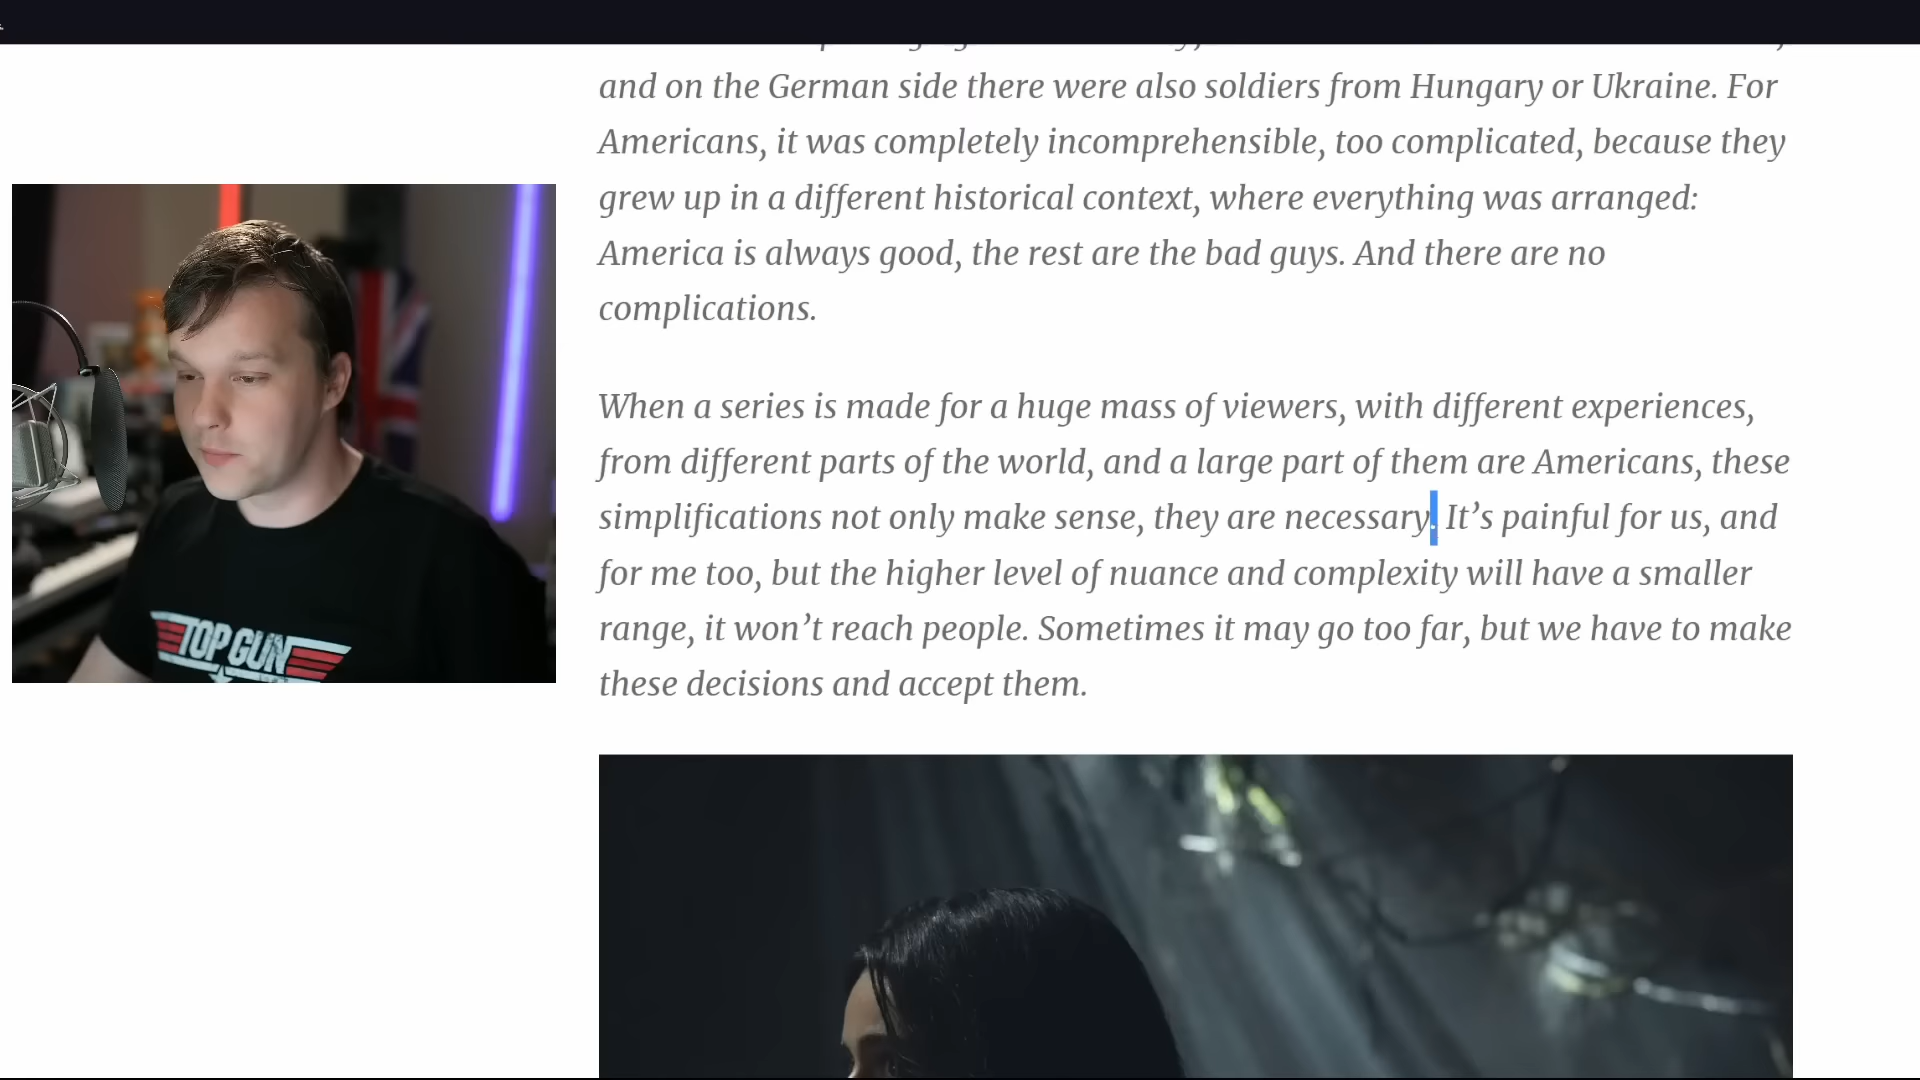 and on the German side there were also soldiers from Hungary or Ukraine. For
Americans, it was completely incomprehensible, too complicated, because they
grew up in a different historical context, where everything was arranged:
America is always good, the rest are the bad guys. And there are no
complications.
When a series is made for a huge mass of viewers, with different experiences,
from different parts of the world, and a large part of them are Americans, these
simplifications not only make sense, they are necessary. It’s painful for us, and
for me too, but the higher level of nuance and complexity will have a smaller
range, it won’t reach people. Sometimes it may go too far, but we have to make
these decisions and accept them.
TOP GUN